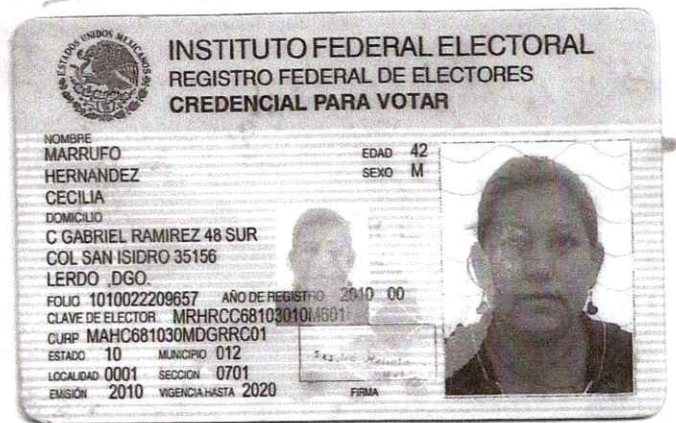 ESTADOS UNIDOS MEXICANOS
INSTITUTO FEDERAL ELECTORAL
REGISTRO FEDERAL DE ELECTORES
CREDENCIAL PARA VOTAR
NOMBRE
MARRUFO EDAD 42
HERNANDEZ SEXO M
CECILIA
DOMICILIO
C GABRIEL RAMIREZ 48 SUR
COL SAN ISIDRO 35156
LERDO ,DGO.
FOLIO 1010022209657 AÑO DE REGISTRO 2010 00
CLAVE DE ELECTOR MRHRCC68103010M601
CURP MAHC681030MDGRRC01
ESTADO 10 MUNICIPIO 012
LOCALIDAD 0001 SECCION 0701
EMISIÓN 2010 VIGENCIA HASTA 2020 FIRMA